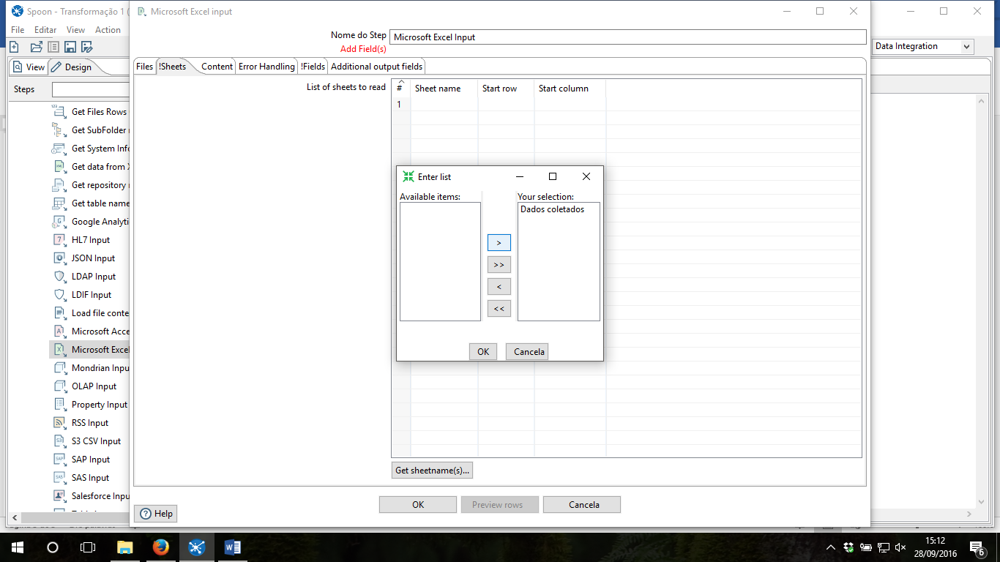 Spoon - Transformação 1 (
Microsoft Excel input
File Editar View Action
Nome do Step Microsoft Excel Input
Add Field(s)
Data Integration
View Design
Files !Sheets Content Error Handling !Fields Additional output fields
Steps
List of sheets to read
# Sheet name Start row Start column
1
Get Files Rows
Get SubFolder
Get System Info
Get data from X
Get repository
Get table name
Google Analyti
HL7 Input
JSON Input
LDAP Input
LDIF Input
Load file conte
Microsoft Acce
Microsoft Excel
Mondrian Inpu
OLAP Input
Property Input
RSS Input
S3 CSV Input
SAP Input
SAS Input
Salesforce Inpu
Enter list
Available items: Your selection:
Dados coletados
>
>>
<
<<
OK Cancela
Get sheetname(s)...
OK Preview rows Cancela
Help
15:12
28/09/2016
6